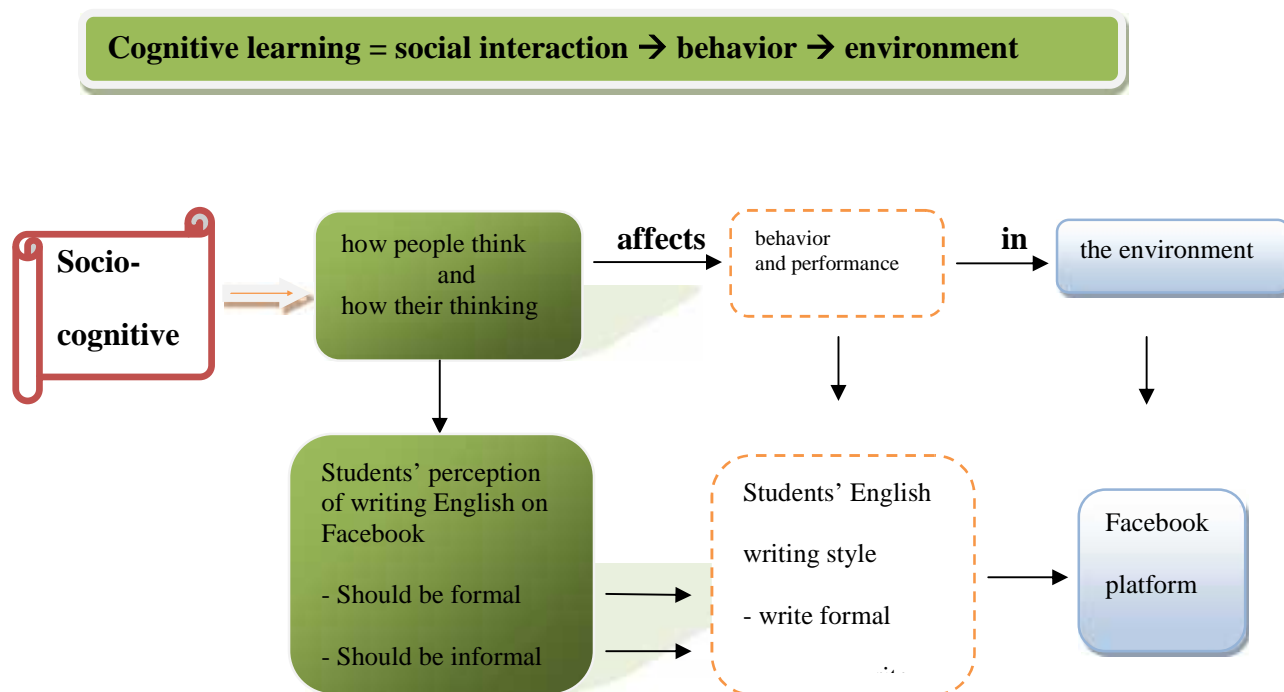 Cognitive learning = social interaction → behavior → environment
Socio-
cognitive
how people think
and
how their thinking
affects
behavior
and performance
in
the environment
Students’ perception
of writing English on
Facebook
- Should be formal
- Should be informal
Students’ English
writing style
- write formal
Facebook
platform